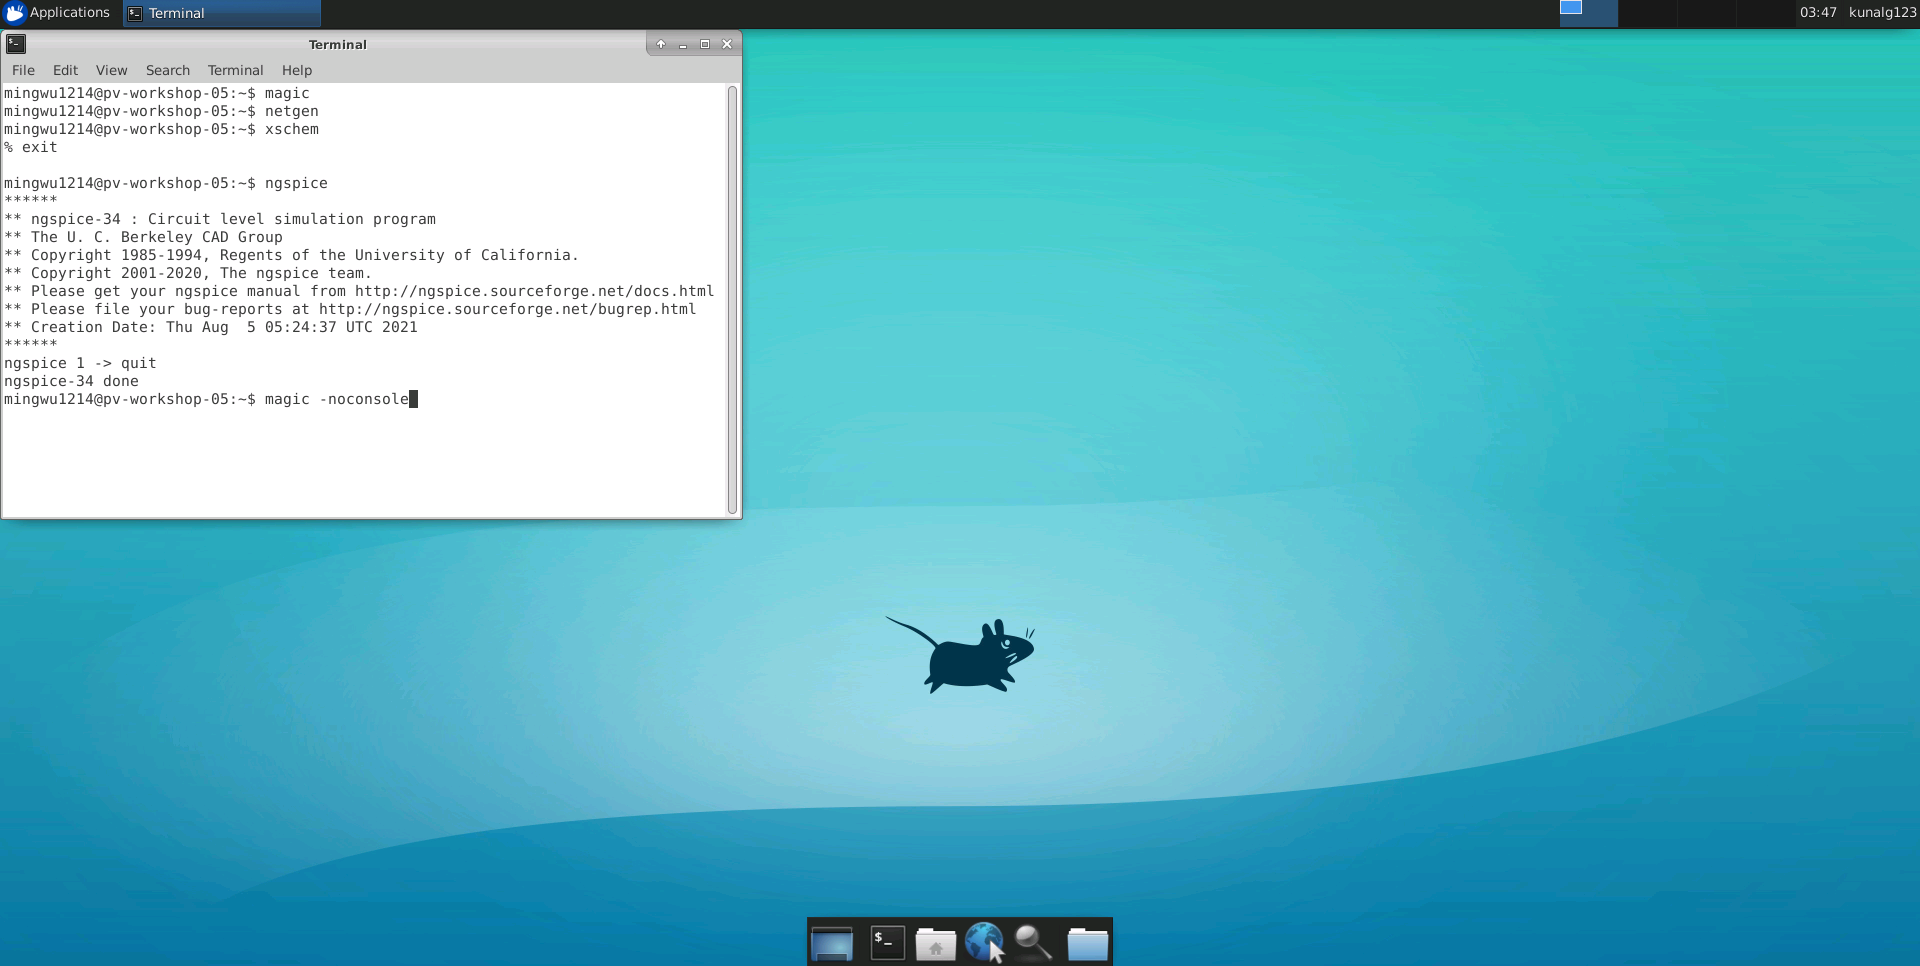 Applications
Terminal
03:47 kunalg123
Terminal
File Edit View Search Terminal Help
mingwu1214@pv-workshop-05:~$ magic
mingwu1214@pv-workshop-05:~$ netgen
mingwu1214@pv-workshop-05:~$ xschem
% exit
mingwu1214@pv-workshop-05:~$ ngspice
******
** ngspice-34 : Circuit level simulation program
** The U. C. Berkeley CAD Group
** Copyright 1985-1994, Regents of the University of California.
** Copyright 2001-2020, The ngspice team.
** Please get your ngspice manual from http://ngspice.sourceforge.net/docs.html
** Please file your bug-reports at http://ngspice.sourceforge.net/bugrep.html
** Creation Date: Thu Aug  5 05:24:37 UTC 2021
******
ngspice 1 -> quit
ngspice-34 done
mingwu1214@pv-workshop-05:~$ magic -noconsole
$_